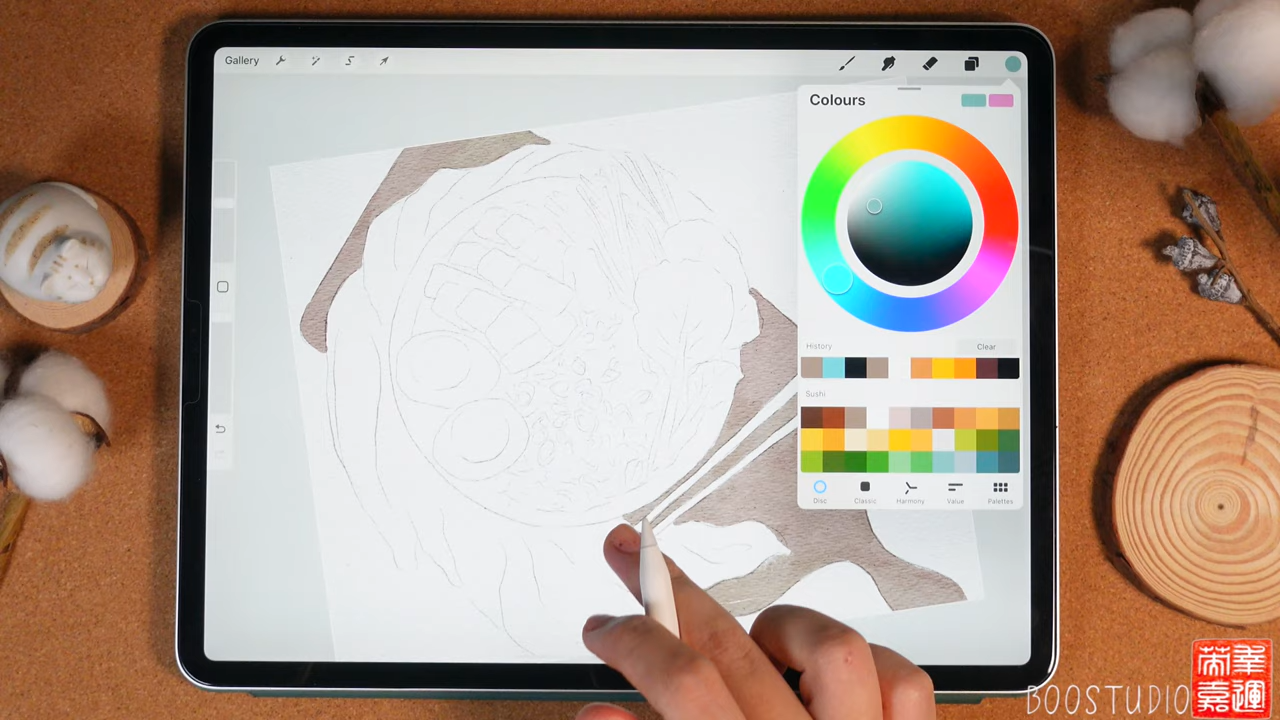 Gallery
Colours
History
Clear
Sushi
Disc
Classic
Harmony
Value
Palettes
BOOSTUDIO